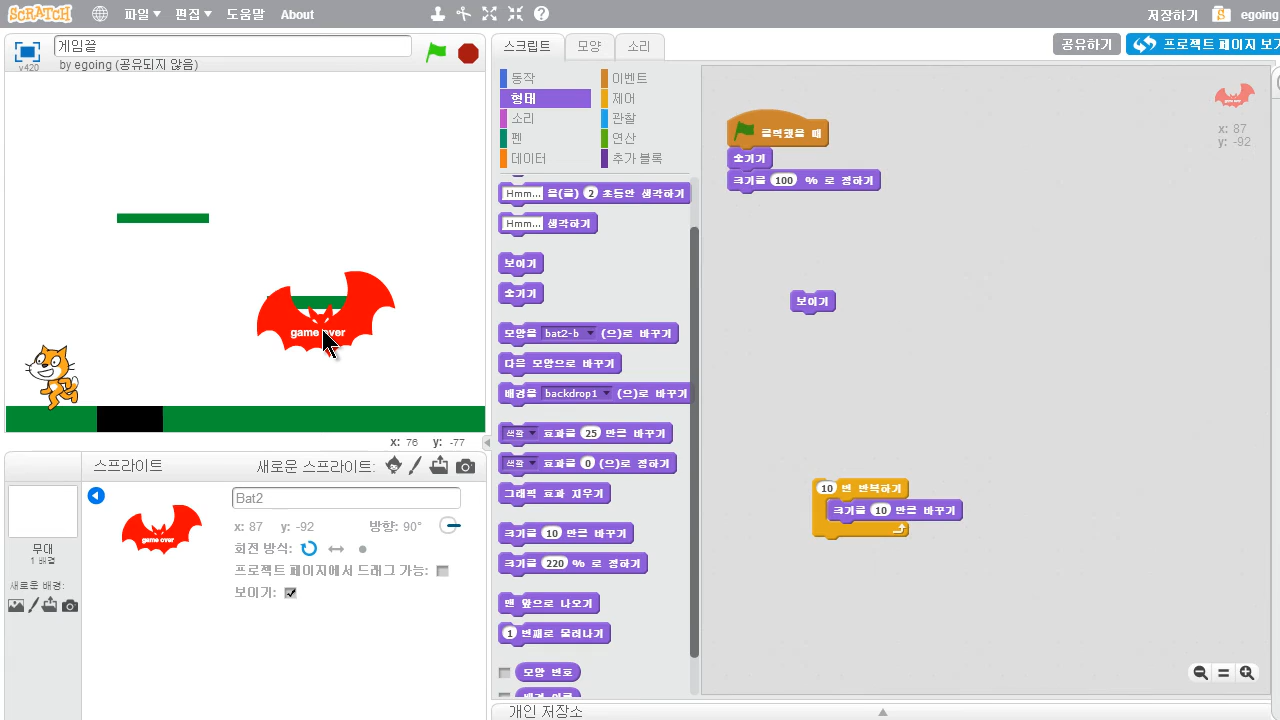 SCRATCH 파일 편집 도움말 About 저장하기 egoing
게임끝
v420
by egoing (공유되지 않음)
스크립트 모양 소리 공유하기 프로젝트 페이지 보기
동작 이벤트
형태 제어
소리 관찰
펜 연산
데이터 추가 블록
Hmm... 을(를) 2 초동안 생각하기
Hmm... 생각하기
보이기
숨기기
모양을 bat2-b (으)로 바꾸기
다음 모양으로 바꾸기
배경을 backdrop1 (으)로 바꾸기
색깔 효과를 25 만큼 바꾸기
색깔 효과를 0 (으)로 정하기
그래픽 효과 지우기
크기를 10 만큼 바꾸기
크기를 220 % 로 정하기
맨 앞으로 나오기
1 번째로 물러나기
모양 번호
배경 이름
클릭했을 때
숨기기
크기를 100 % 로 정하기
보이기
10 번 반복하기
크기를 10 만큼 바꾸기
game over
x: 87
y: -92
game over
x: 76 y: -77
스프라이트 새로운 스프라이트:
무대
1 배경
새로운 배경:
game over
Bat2
x: 87 y: -92 방향: 90°
회전 방식:
프로젝트 페이지에서 드래그 가능:
보이기:
개인 저장소